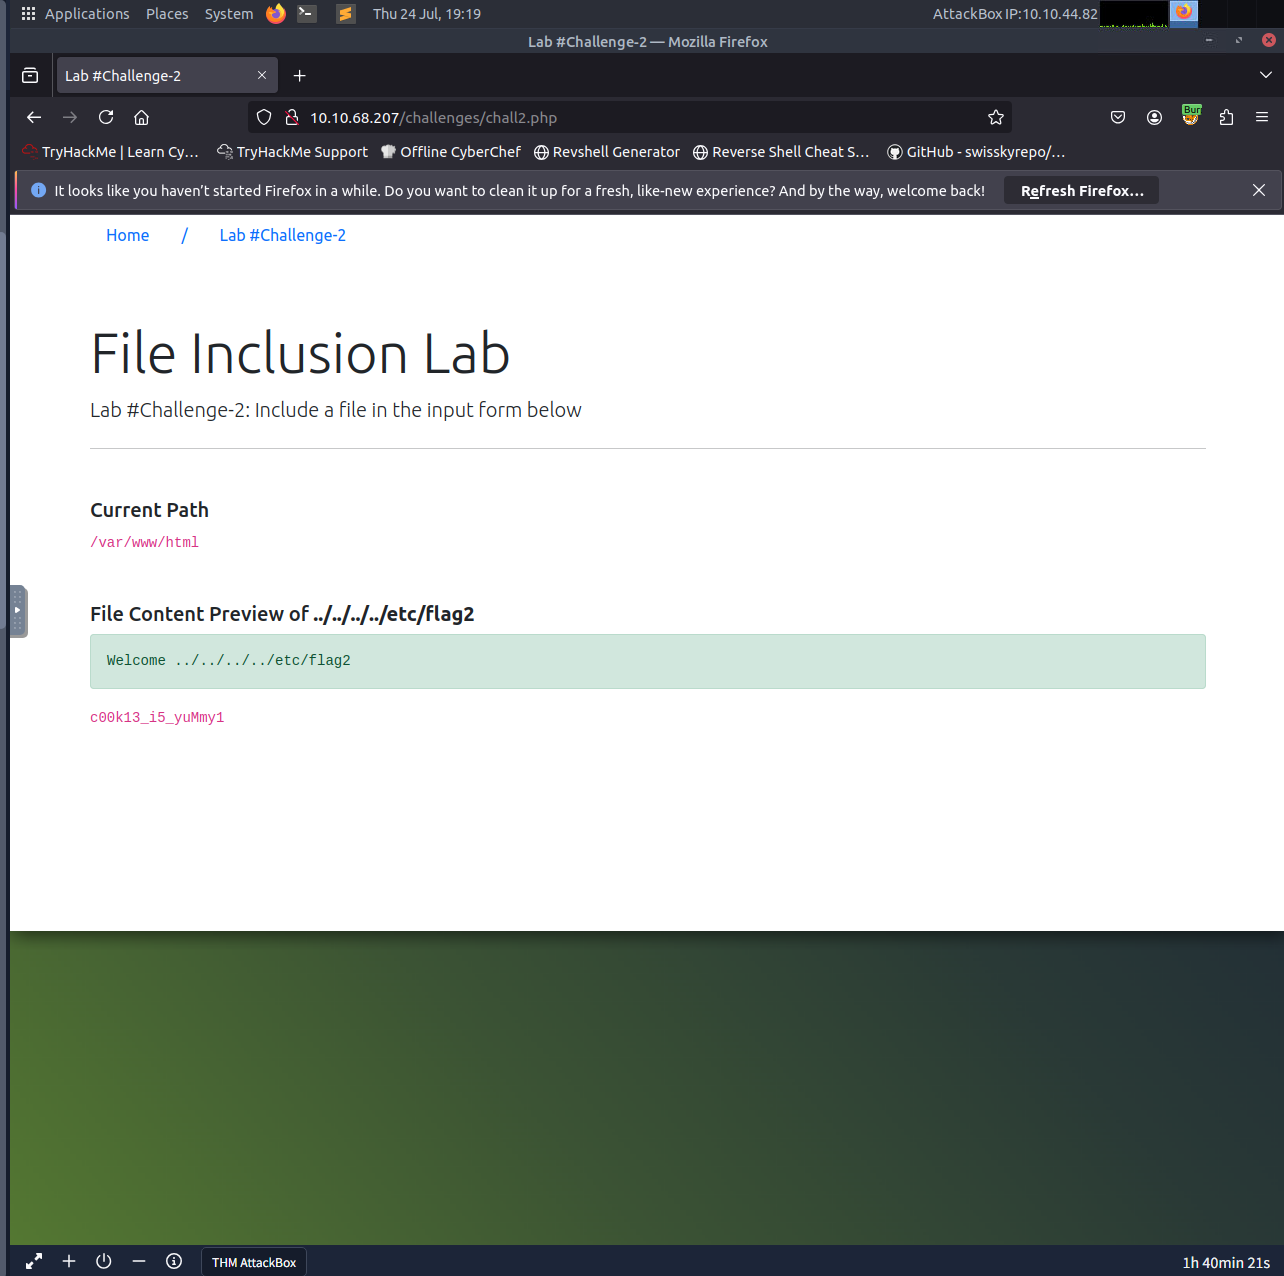 Applications Places System Thu 24 Jul, 19:19 AttackBox IP:10.10.44.82
Lab #Challenge-2 — Mozilla Firefox
Lab #Challenge-2
10.10.68.207/challenges/chall2.php
Burp
TryHackMe | Learn Cy… TryHackMe Support Offline CyberChef Revshell Generator Reverse Shell Cheat S… GitHub - swisskyrepo/…
It looks like you haven’t started Firefox in a while. Do you want to clean it up for a fresh, like-new experience? And by the way, welcome back! Refresh Firefox…
Home / Lab #Challenge-2
File Inclusion Lab
Lab #Challenge-2: Include a file in the input form below
Current Path
/var/www/html
File Content Preview of ../../../../etc/flag2
Welcome ../../../../etc/flag2
c00k13_i5_yuMmy1
THM AttackBox 1h 40min 21s